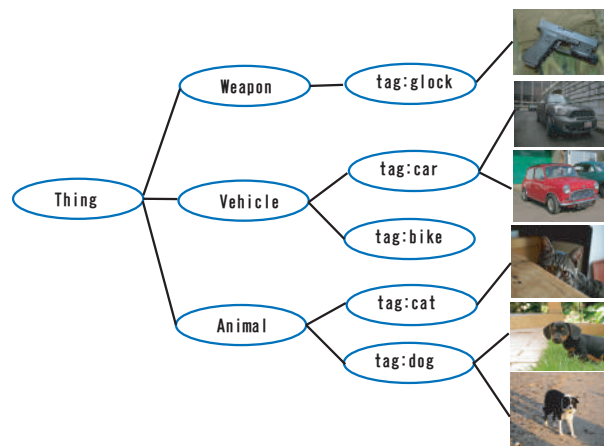 Weapon
tag:glock
Thing
Vehicle
tag:car
tag:bike
Animal
tag:cat
tag:dog